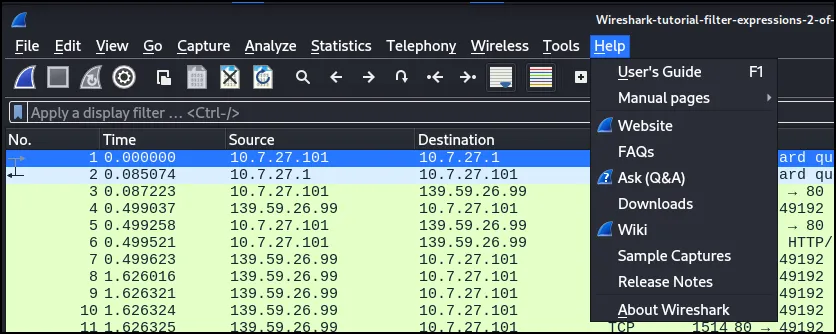 Wireshark-tutorial-filter-expressions-2-of-
File Edit View Go Capture Analyze Statistics Telephony Wireless Tools Help
User's Guide F1
Manual pages
Website
FAQs
Ask (Q&A)
Downloads
Wiki
Sample Captures
Release Notes
About Wireshark
Apply a display filter ... <Ctrl-/>
No. Time Source Destination
1 0.000000 10.7.27.101 10.7.27.1 ard qu
2 0.085074 10.7.27.1 10.7.27.101 ard qu
3 0.087223 10.7.27.101 139.59.26.99 → 80
4 0.499037 139.59.26.99 10.7.27.101 49192
5 0.499258 10.7.27.101 139.59.26.99 → 80
6 0.499521 10.7.27.101 139.59.26.99 HTTP/
7 0.499623 139.59.26.99 10.7.27.101 49192
8 1.626016 139.59.26.99 10.7.27.101 49192
9 1.626321 139.59.26.99 10.7.27.101 49192
10 1.626324 139.59.26.99 10.7.27.101 49192
11 1.626325 139.59.26.99 10.7.27.101 TCP 1514 80 → 49192